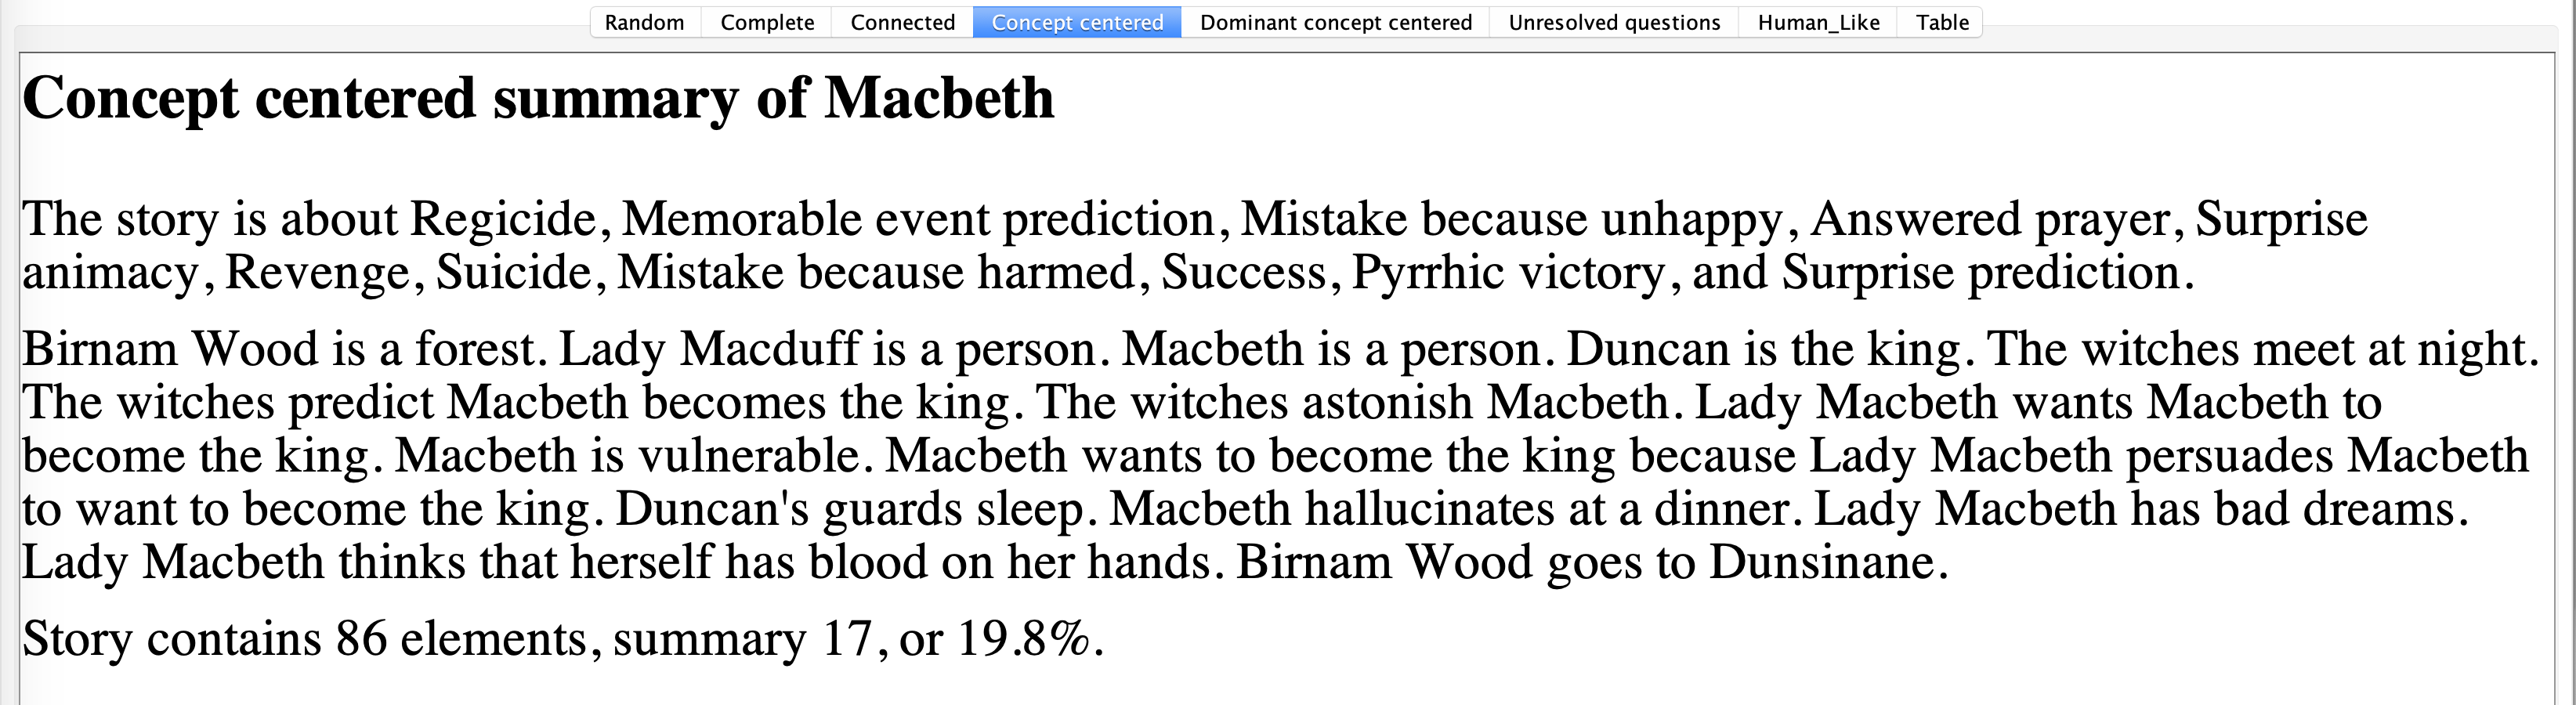 Random Complete Connected Concept centered Dominant concept centered Unresolved questions Human_Like Table
Concept centered summary of Macbeth
The story is about Regicide, Memorable event prediction, Mistake because unhappy, Answered prayer, Surprise
animacy, Revenge, Suicide, Mistake because harmed, Success, Pyrrhic victory, and Surprise prediction.
Birnam Wood is a forest. Lady Macduff is a person. Macbeth is a person. Duncan is the king. The witches meet at night.
The witches predict Macbeth becomes the king. The witches astonish Macbeth. Lady Macbeth wants Macbeth to
become the king. Macbeth is vulnerable. Macbeth wants to become the king because Lady Macbeth persuades Macbeth
to want to become the king. Duncan's guards sleep. Macbeth hallucinates at a dinner. Lady Macbeth has bad dreams.
Lady Macbeth thinks that herself has blood on her hands. Birnam Wood goes to Dunsinane.
Story contains 86 elements, summary 17, or 19.8%.